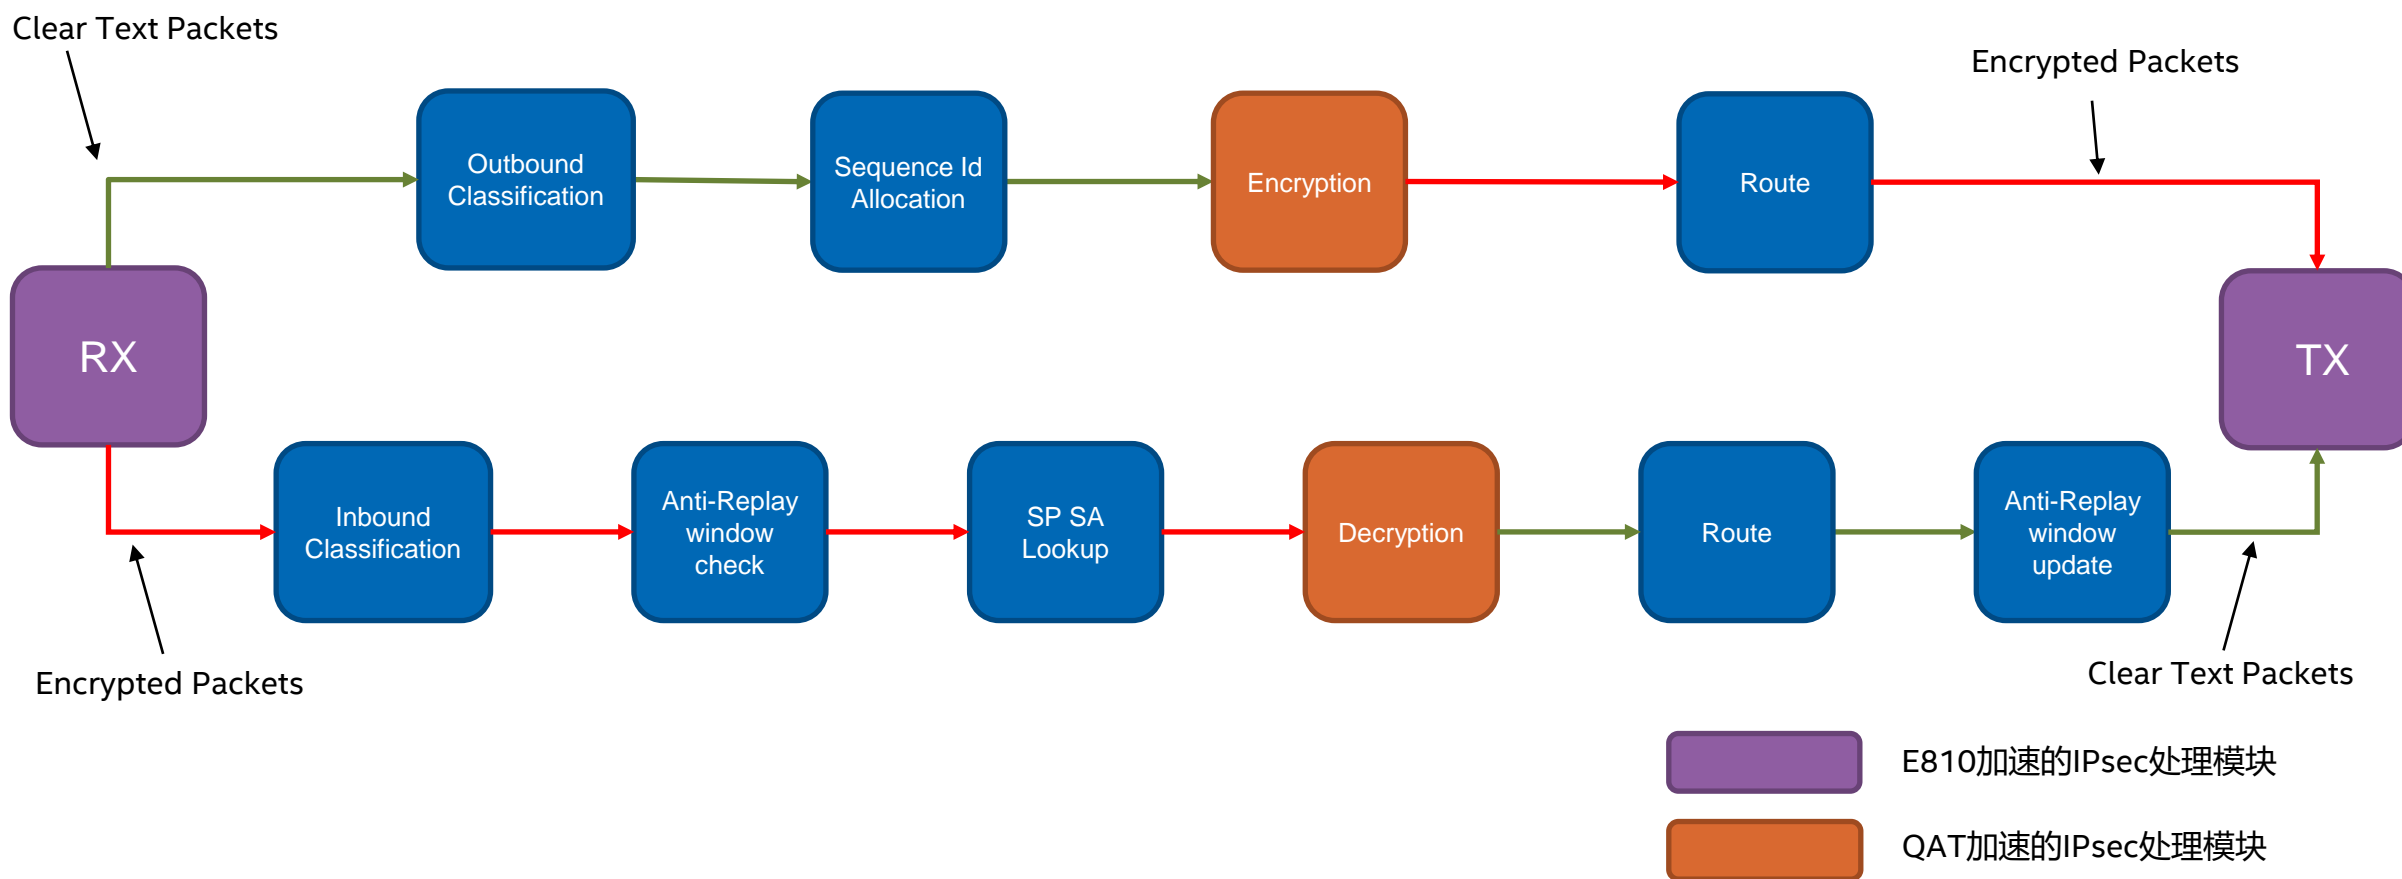 Clear Text Packets
Encrypted Packets
Outbound
Classification
Sequence Id
Allocation
Encryption
Route
RX
TX
Inbound
Classification
Anti-Replay
window
check
SP SA
Lookup
Decryption
Route
Anti-Replay
window
update
Encrypted Packets
Clear Text Packets
E810加速的IPsec处理模块
QAT加速的IPsec处理模块